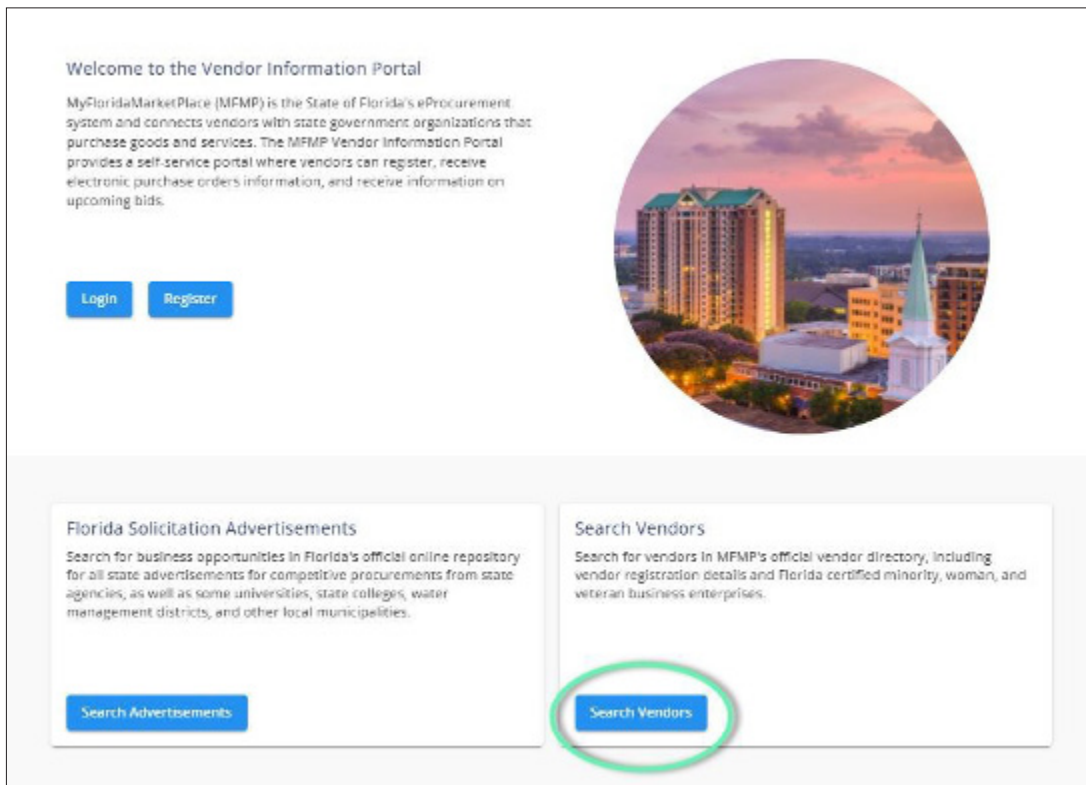 Welcome to the Vendor Information Portal
MyFloridaMarketPlace (MFMP) is the State of Florida's eProcurement
system and connects vendors with state government organizations that
purchase goods and services. The MFMP Vendor Information Portal
provides a self-service portal where vendors can register, receive
electronic purchase orders information, and receive information on
upcoming bids.
Login
Register
Florida Solicitation Advertisements
Search for business opportunities in Florida's official online repository
for all state advertisements for competitive procurements from state
agencies, as well as some universities, state colleges, water
management districts, and other local municipalities.
Search Advertisements
Search Vendors
Search for vendors in MFMP's official vendor directory, including
vendor registration details and Florida certified minority, woman, and
veteran business enterprises.
Search Vendors